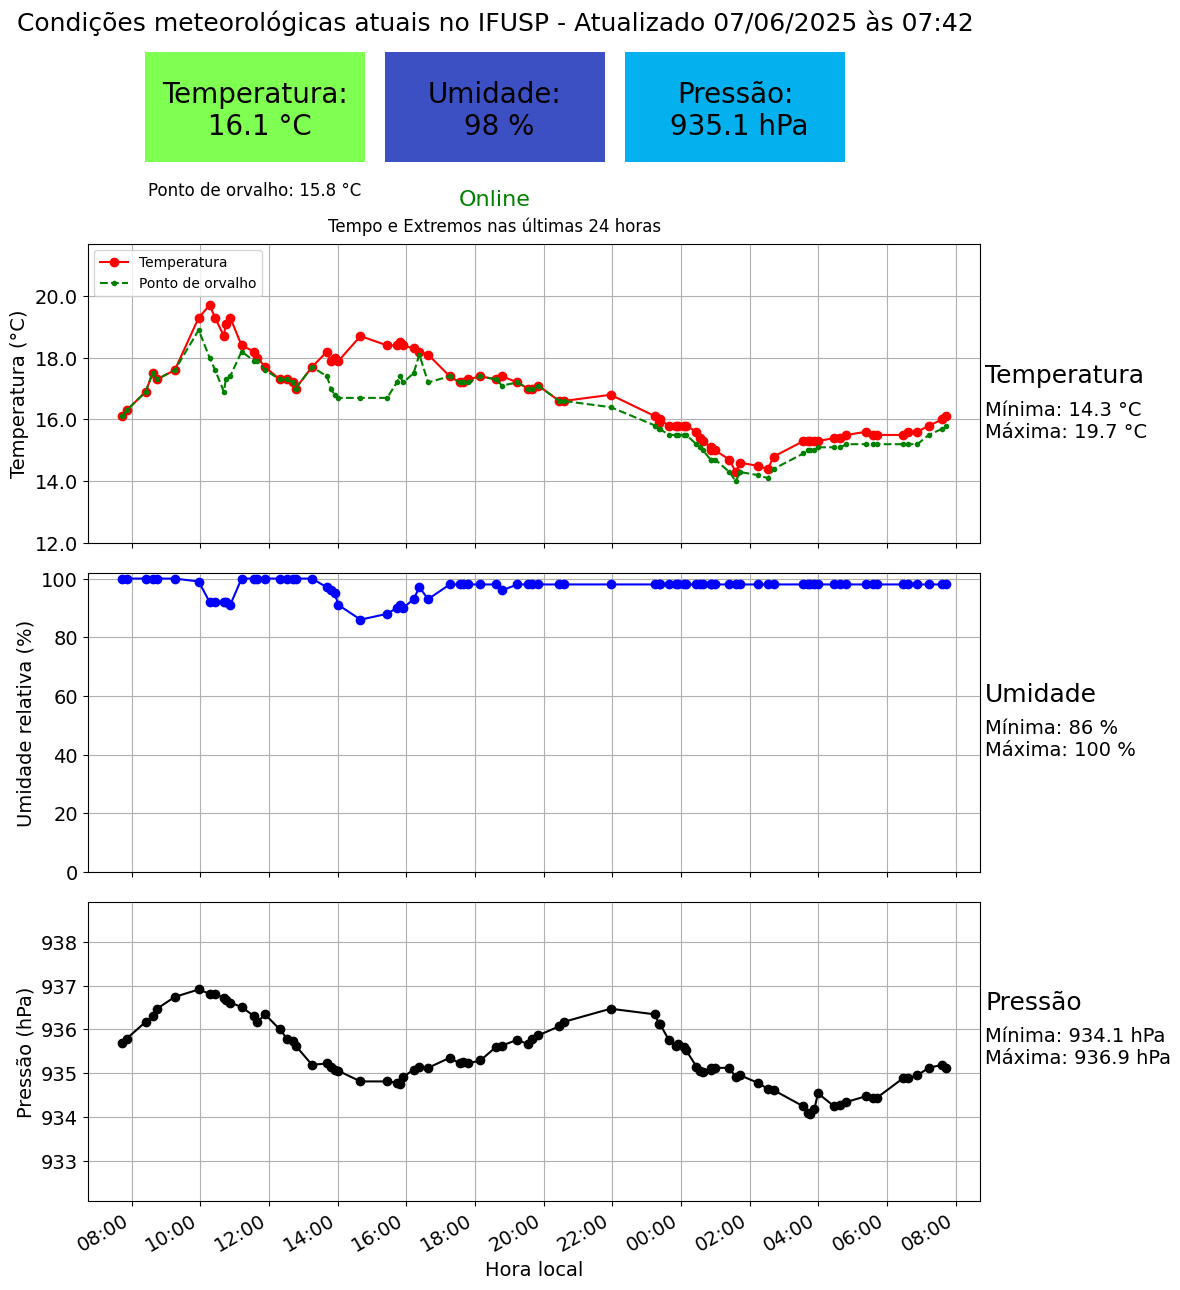 Condições meteorológicas atuais no IFUSP - Atualizado 07/06/2025 às 07:42
Temperatura:
16.1 °C
Umidade:
98 %
Pressão:
935.1 hPa
Ponto de orvalho: 15.8 °C
Online
Tempo e Extremos nas últimas 24 horas
Temperatura
Ponto de orvalho
Temperatura (°C)
20.0
18.0
16.0
14.0
12.0
Temperatura
Mínima: 14.3 °C
Máxima: 19.7 °C
Umidade relativa (%)
100
80
60
40
20
0
Umidade
Mínima: 86 %
Máxima: 100 %
Pressão (hPa)
938
937
936
935
934
933
Pressão
Mínima: 934.1 hPa
Máxima: 936.9 hPa
08:00
10:00
12:00
14:00
16:00
18:00
20:00
22:00
00:00
02:00
04:00
06:00
08:00
Hora local